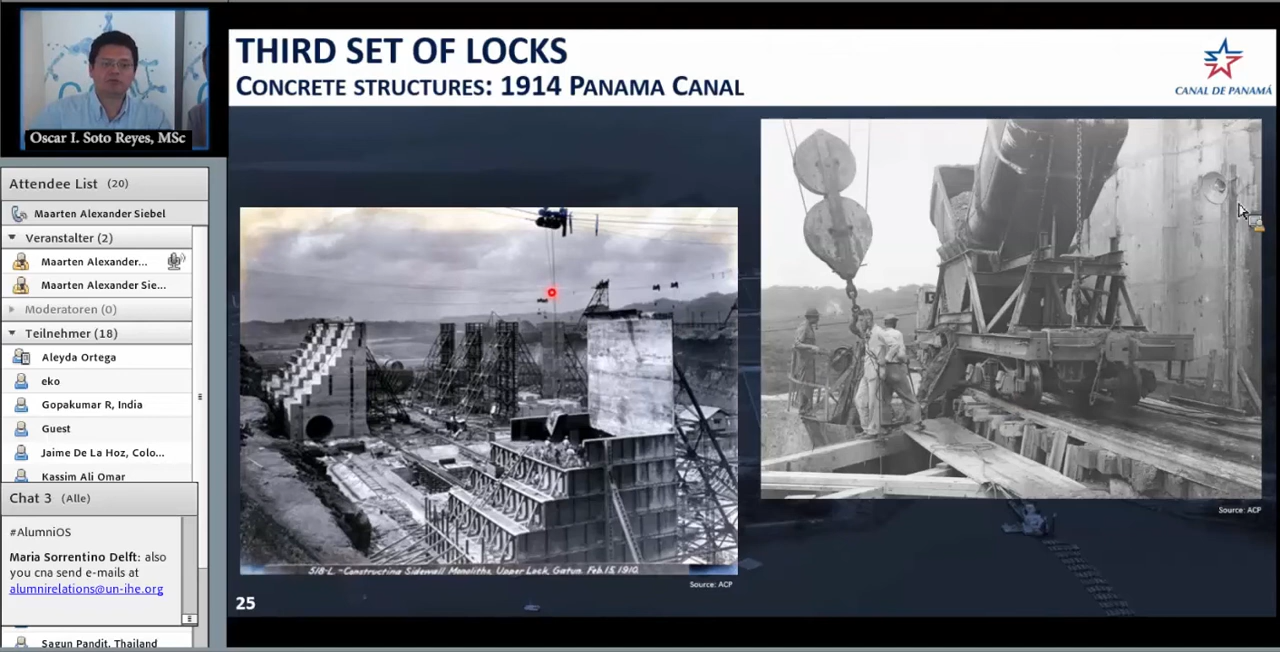 Oscar I. Soto Reyes, MSc
THIRD SET OF LOCKS
CONCRETE STRUCTURES: 1914 PANAMA CANAL
CANAL DE PANAMÁ
Attendee List (20)
Maarten Alexander Siebel
Veranstalter (2)
Maarten Alexander...
Maarten Alexander Sie...
Moderatoren (0)
Teilnehmer (18)
Aleyda Ortega
eko
Gopakumar R, India
Guest
Jaime De La Hoz, Colo...
Kassim Ali Omar
Chat 3 (Alle)
#AlumniOS
Maria Sorrentino Delft: also
you cna send e-mails at
alumnirelations@un-ihe.org
Sagun Pandit, Thailand
518-L.-Constructing Sidewall Monoliths, Upper Lock, Gatun. Feb. 15, 1910.
Source: ACP
Source: ACP
25